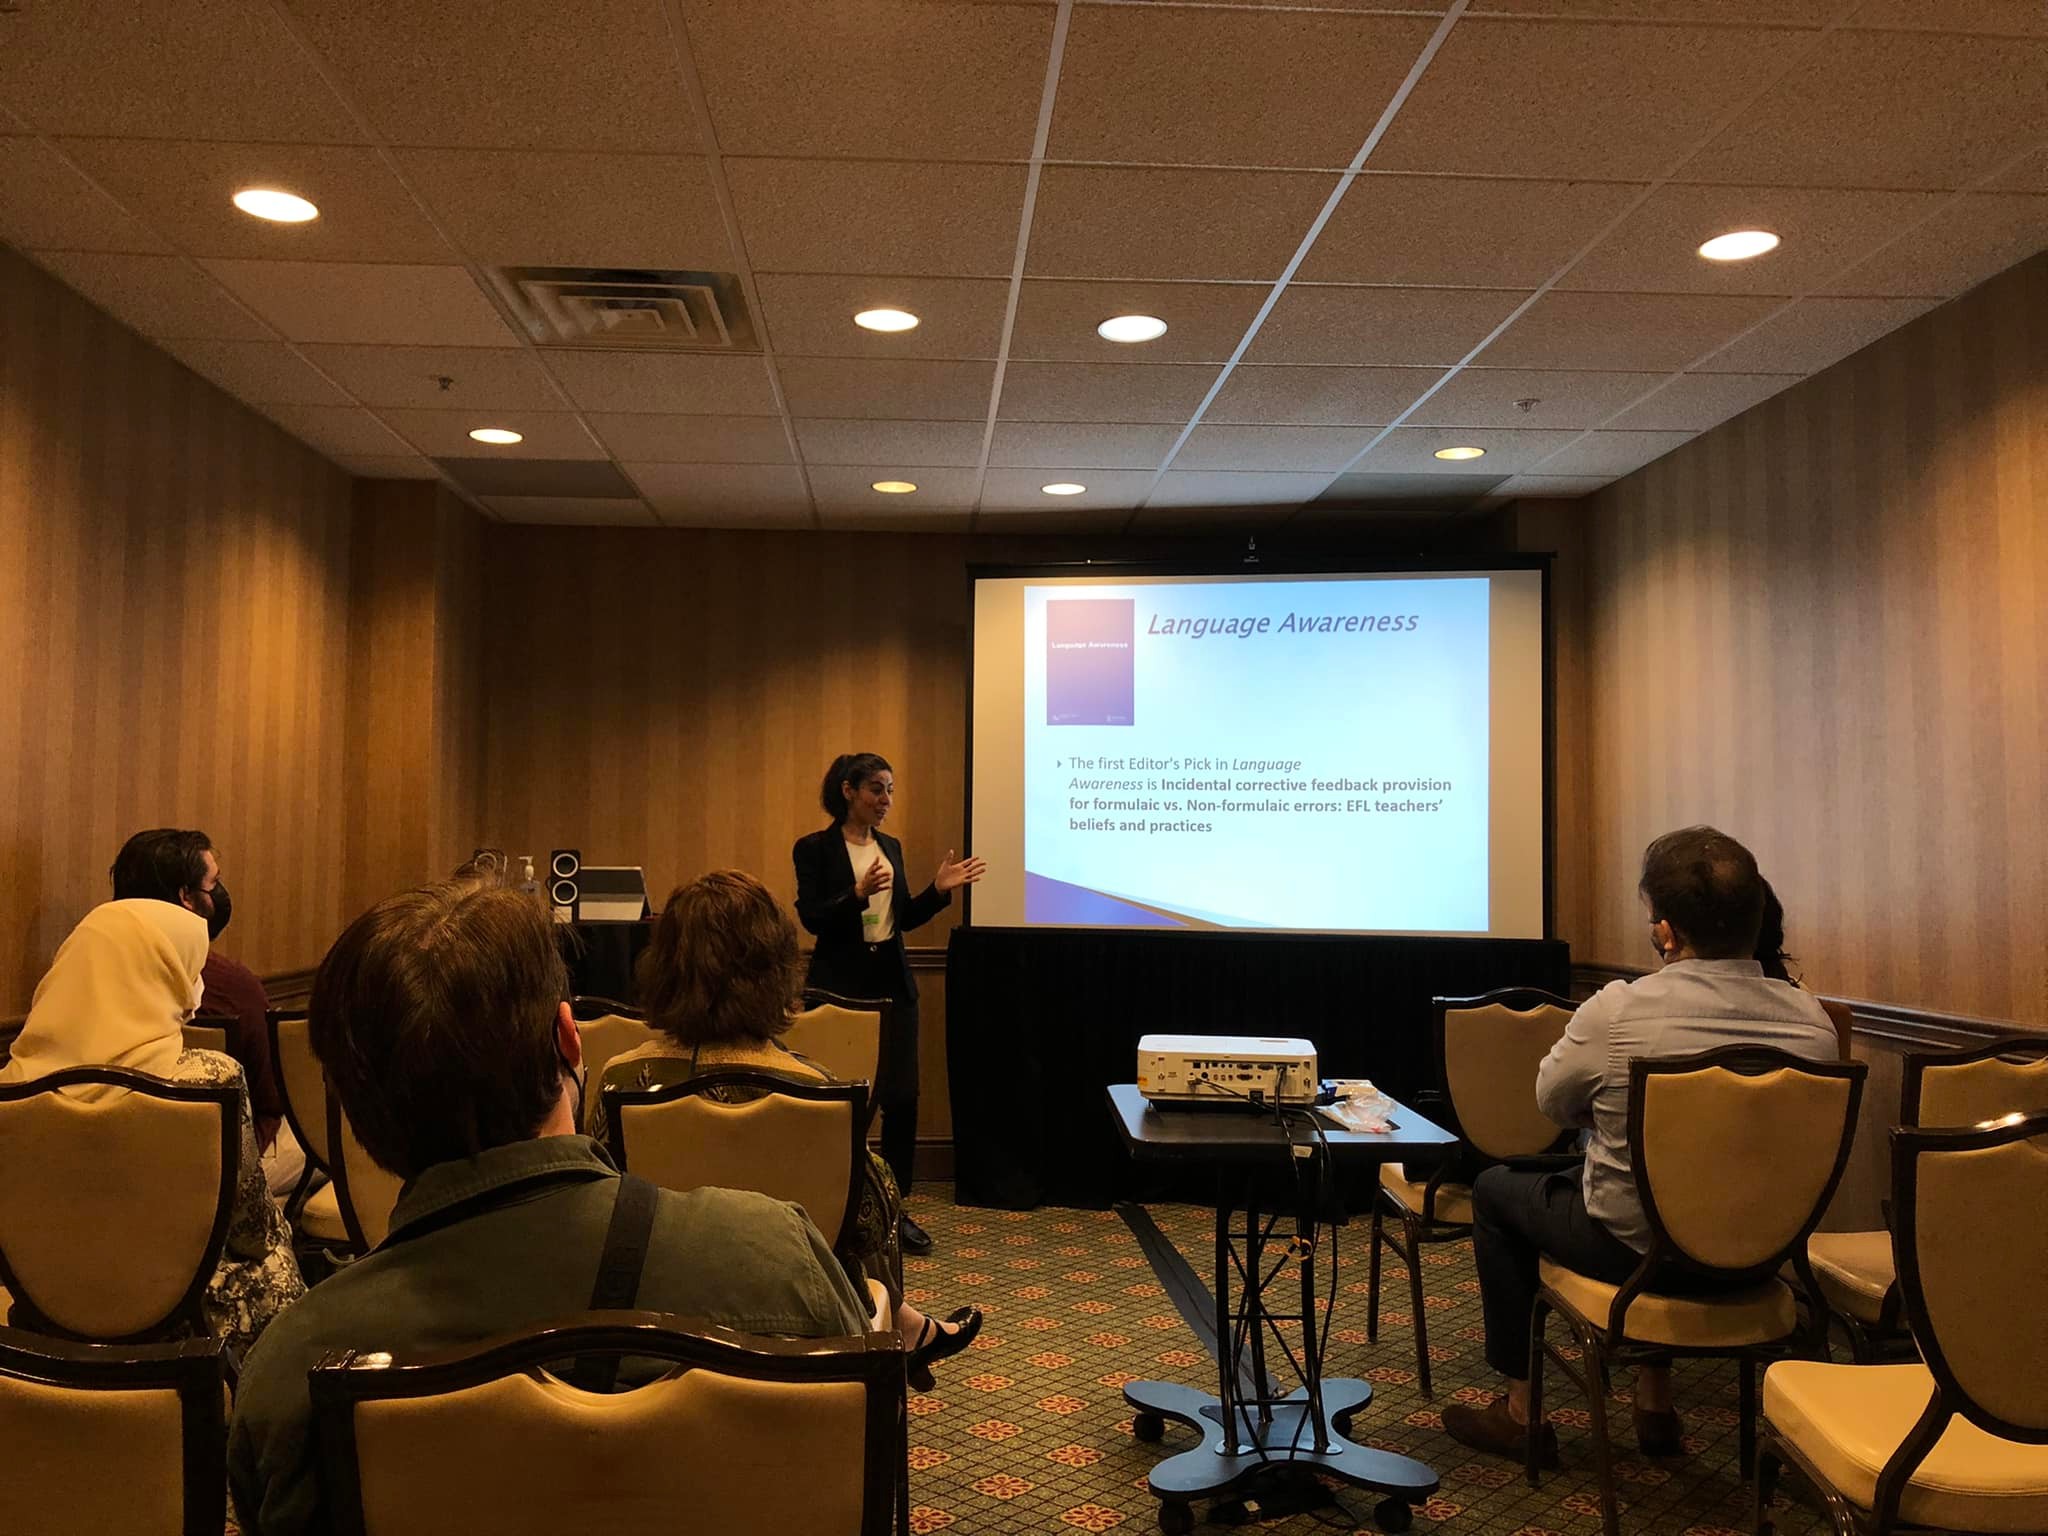 Language Awareness
Language Awareness
The first Editor's Pick in Language
Awareness is Incidental corrective feedback provision
for formulaic vs. Non-formulaic errors: EFL teachers'
beliefs and practices